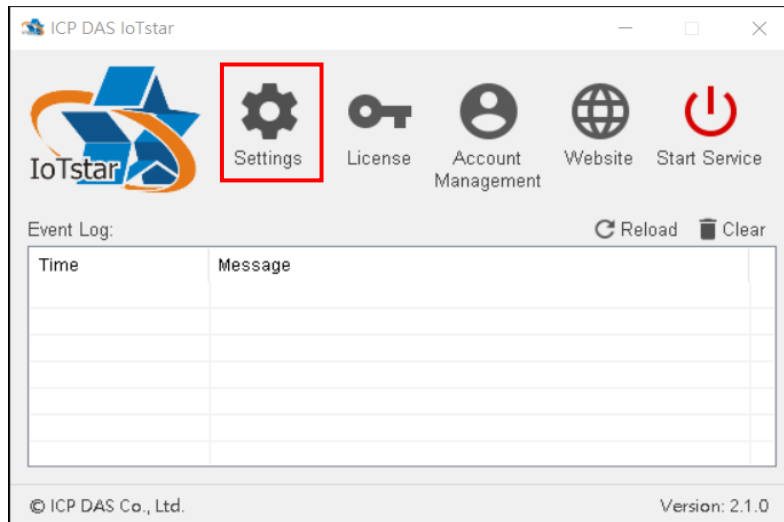 ICP DAS IoTstar
IoTstar
Settings
License
Account
Management
Website
Start Service
Event Log:
Reload
Clear
Time
Message
© ICP DAS Co., Ltd.
Version: 2.1.0